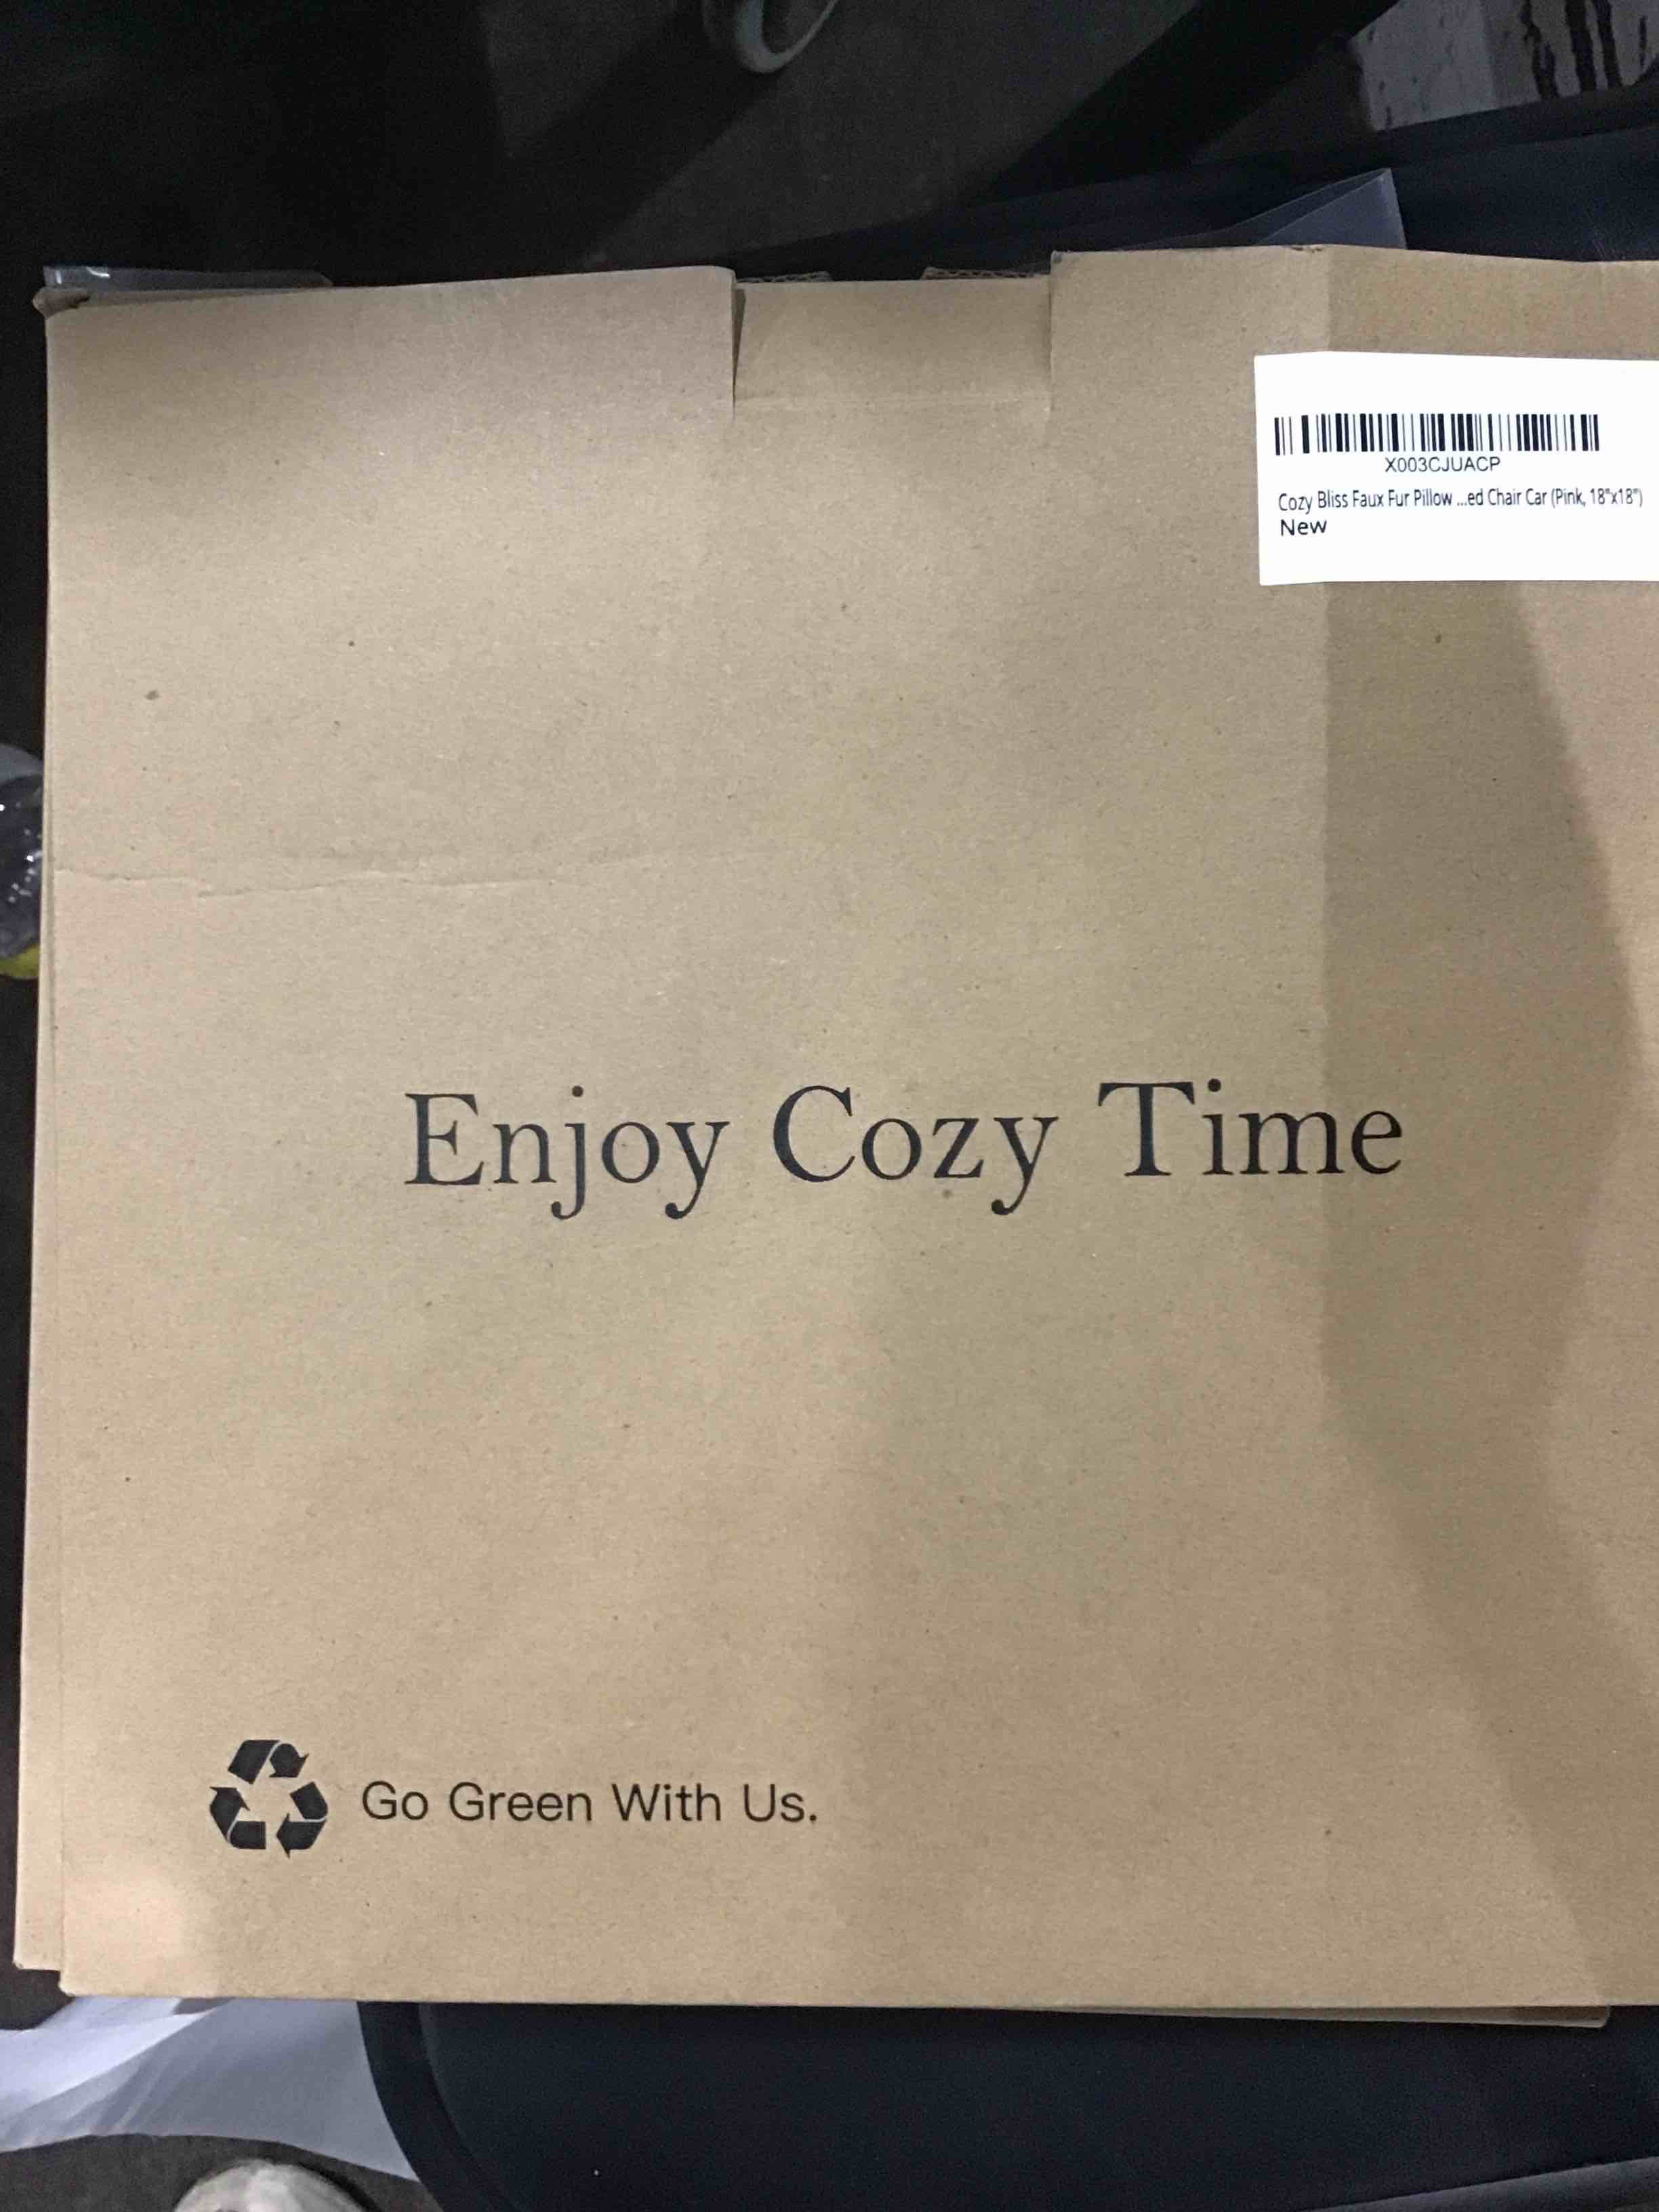 X003CJUACP
Cozy Bliss Faux Fur Pillow ...ed Chair Car (Pink, 18"x18")
New
Enjoy Cozy Time
Go Green With Us.